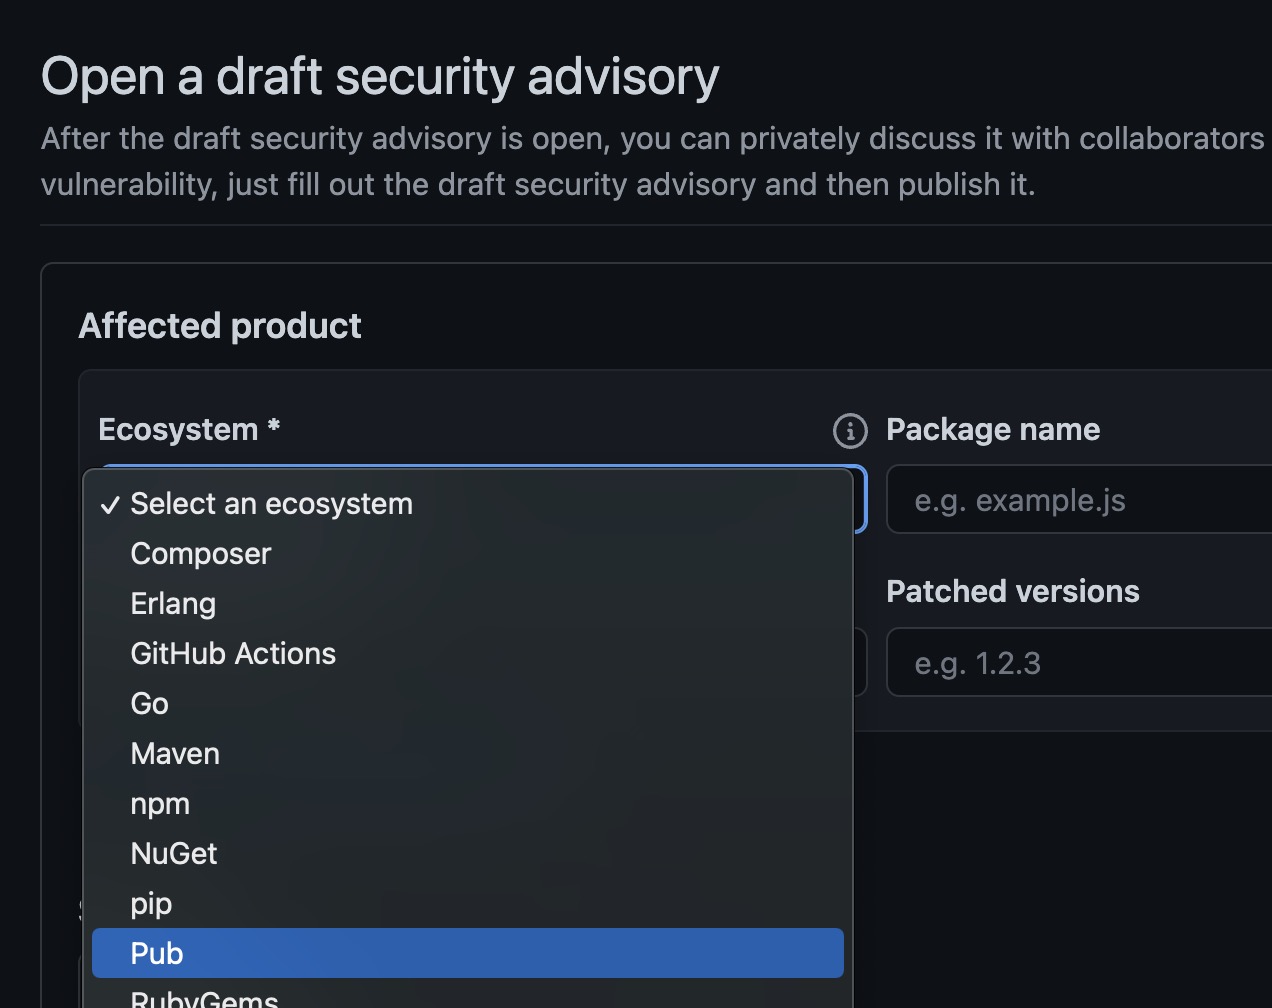 Open a draft security advisory
After the draft security advisory is open, you can privately discuss it with collaborators
vulnerability, just fill out the draft security advisory and then publish it.
Affected product
Ecosystem *
Package name
✓ Select an ecosystem
e.g. example.js
Composer
Erlang
Patched versions
GitHub Actions
e.g. 1.2.3
Go
Maven
npm
NuGet
pip
Pub
RubyGems